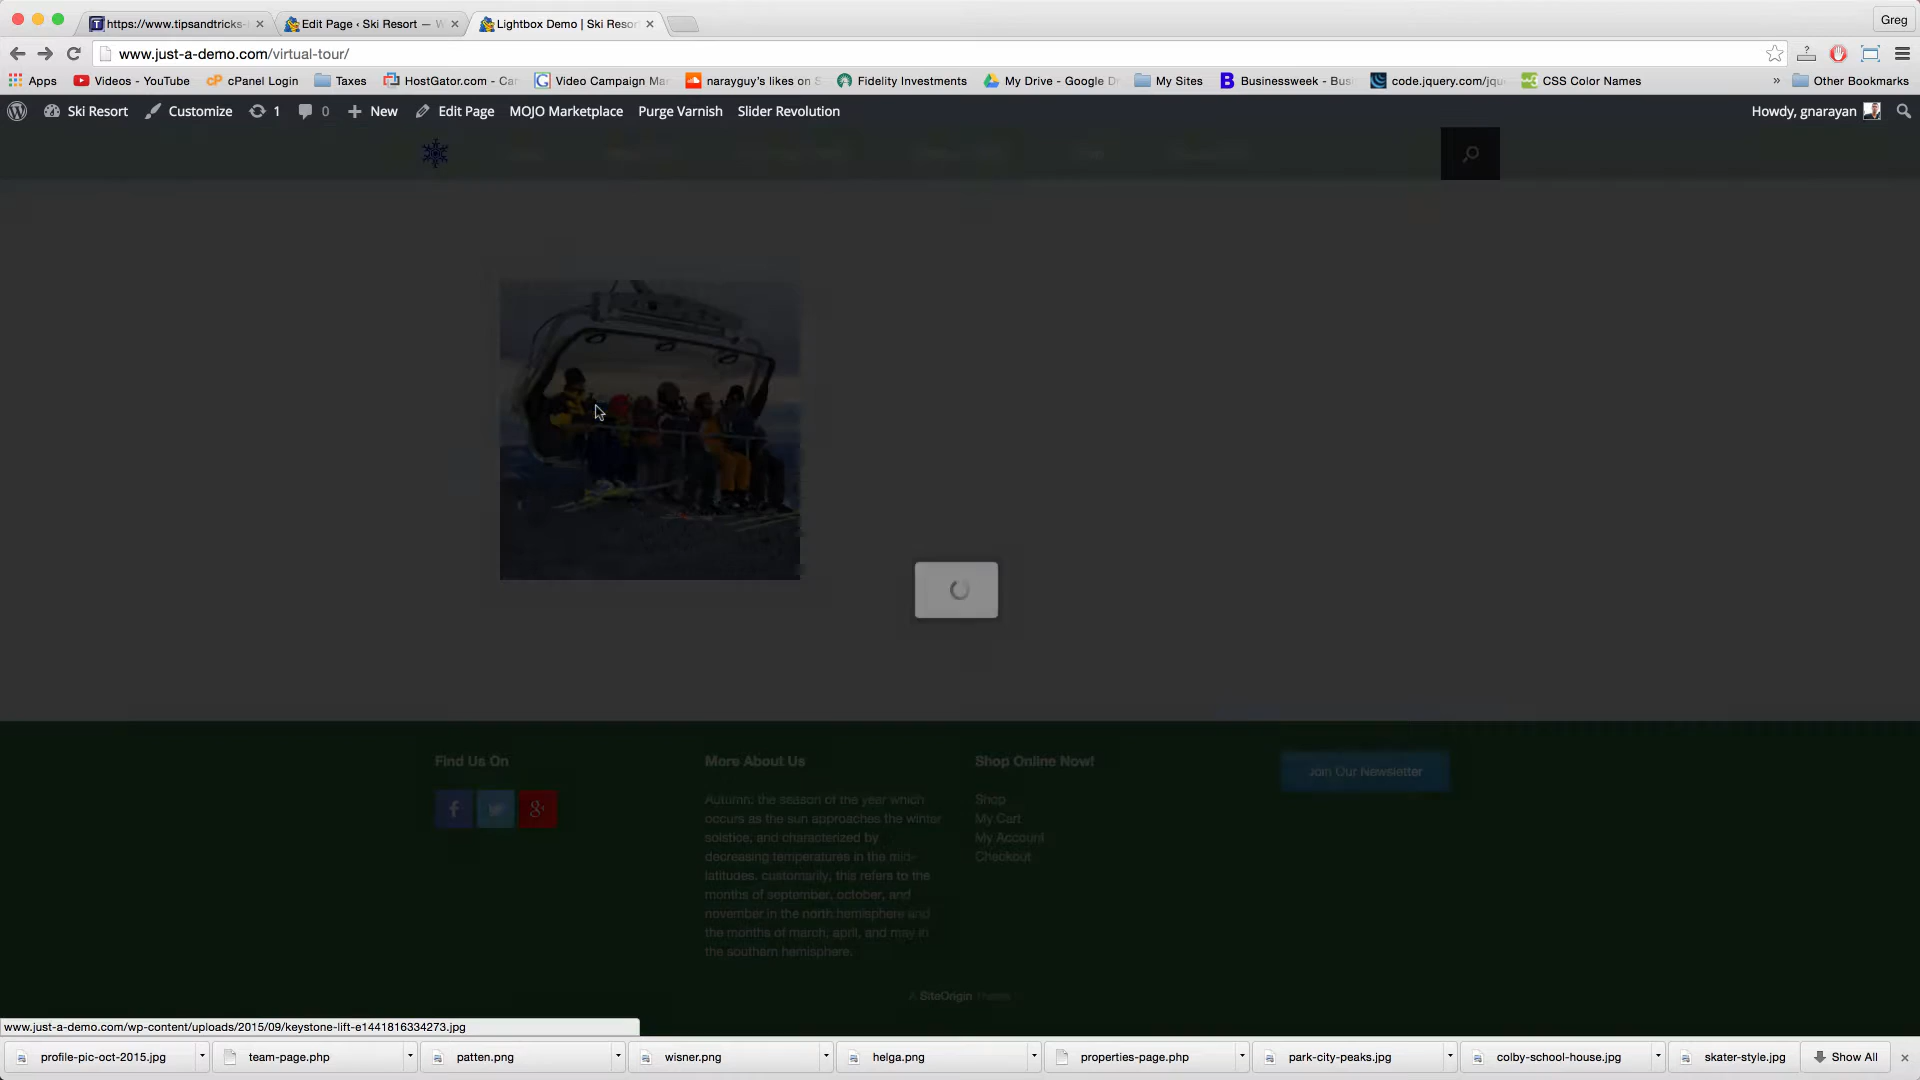 https://www.tipsandtricks-
Edit Page ‹ Ski Resort — W
Lightbox Demo | Ski Resor
Greg
www.just-a-demo.com/virtual-tour/
Apps
Videos - YouTube
cPanel Login
Taxes
HostGator.com - Car
Video Campaign Mar
narayguy's likes on S
Fidelity Investments
My Drive - Google Dr
My Sites
Businessweek - Bus
code.jquery.com/jqu
CSS Color Names
»
Other Bookmarks
Ski Resort
Customize
1
0
New
Edit Page
MOJO Marketplace
Purge Varnish
Slider Revolution
Howdy, gnarayan
Find Us On
More About Us
Autumn: the season of the year which
occurs as the sun approaches the winter
solstice, and characterized by
decreasing temperatures in the mid-
latitudes. customarily, this refers to the
months of september, october, and
november in the north hemisphere and
the months of march, april, and may in
the southern hemisphere.
Shop Online Now!
Shop
My Cart
My Account
Checkout
Join Our Newsletter
A SiteOrigin Theme
www.just-a-demo.com/wp-content/uploads/2015/09/keystone-lift-e1441816334273.jpg
profile-pic-oct-2015.jpg
team-page.php
patten.png
wisner.png
helga.png
properties-page.php
park-city-peaks.jpg
colby-school-house.jpg
skater-style.jpg
Show All